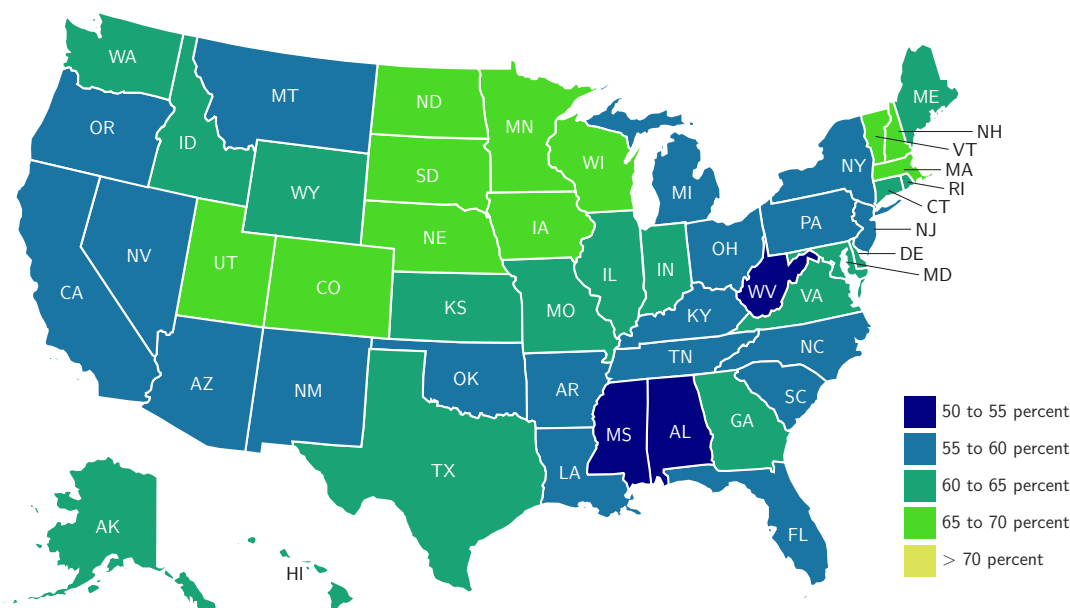 WA
MT
ND
MN
ME
OR
ID
SD
WI
NH
VT
WY
MI
NY
MA
RI
CT
NV
UT
NE
IA
PA
NJ
CA
CO
IL
IN
OH
DE
MD
KS
MO
WV
VA
KY
AZ
NM
OK
AR
TN
NC
SC
MS
AL
GA
TX
LA
FL
AK
HI
50 to 55 percent
55 to 60 percent
60 to 65 percent
65 to 70 percent
> 70 percent